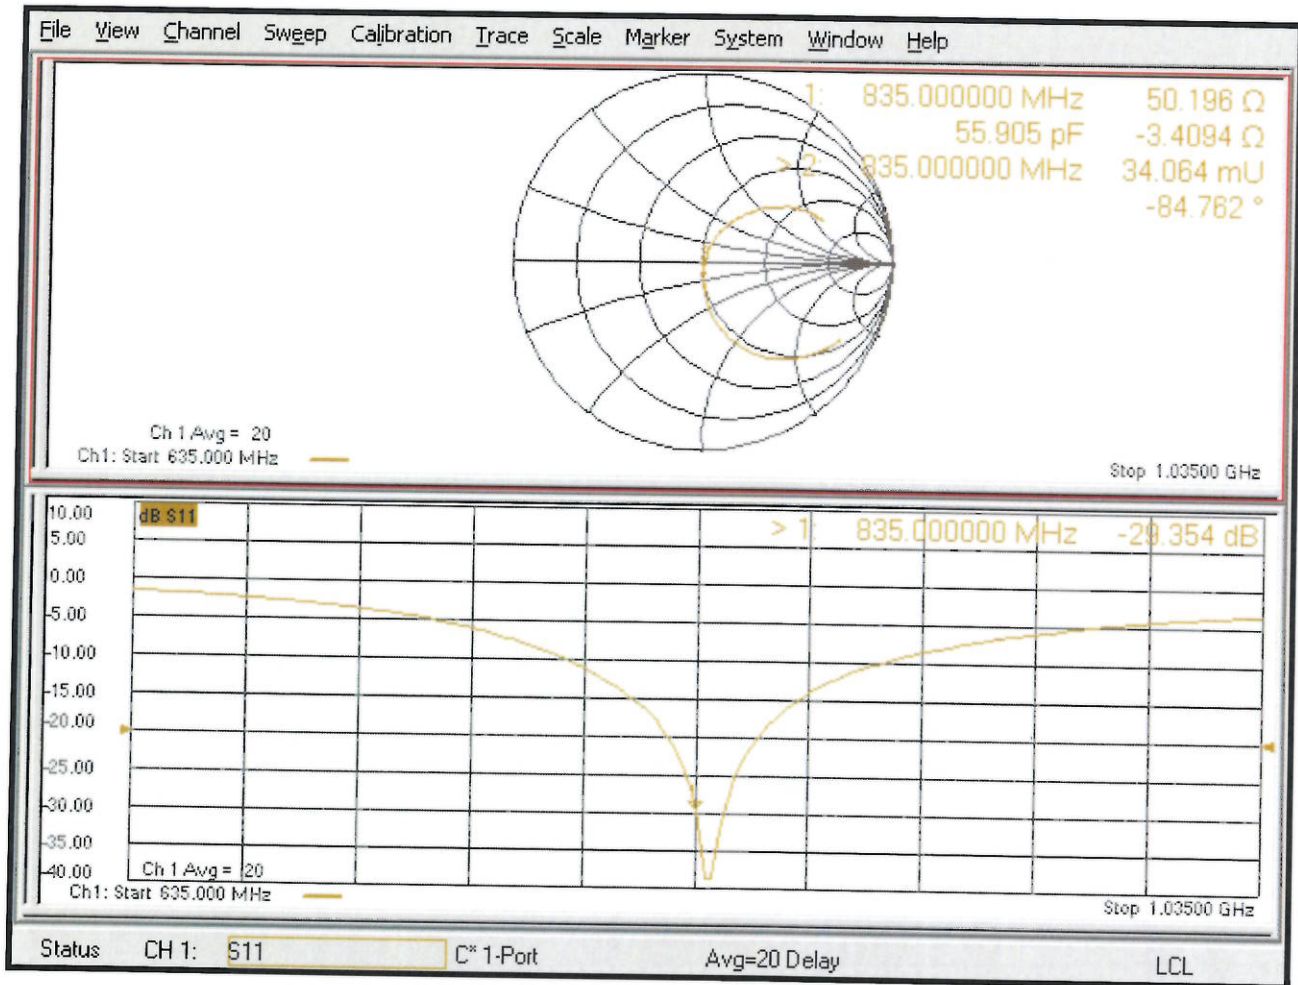 File View Channel Sweep Calibration Trace Scale Marker System Window Help
1: 835.000000 MHz 50.196 Ω
55.905 pF -3.4094 Ω
> 2: 835.000000 MHz 34.064 mU
-84.762 °
Ch 1 Avg = 20
Ch1: Start 635.000 MHz
Stop 1.03500 GHz
dB S11
> 1: 835.000000 MHz -29.354 dB
10.00
5.00
0.00
-5.00
-10.00
-15.00
-20.00
-25.00
-30.00
-35.00
-40.00
Ch 1 Avg = 20
Ch1: Start 635.000 MHz
Stop 1.03500 GHz
Status CH 1: S11 C* 1-Port Avg=20 Delay LCL